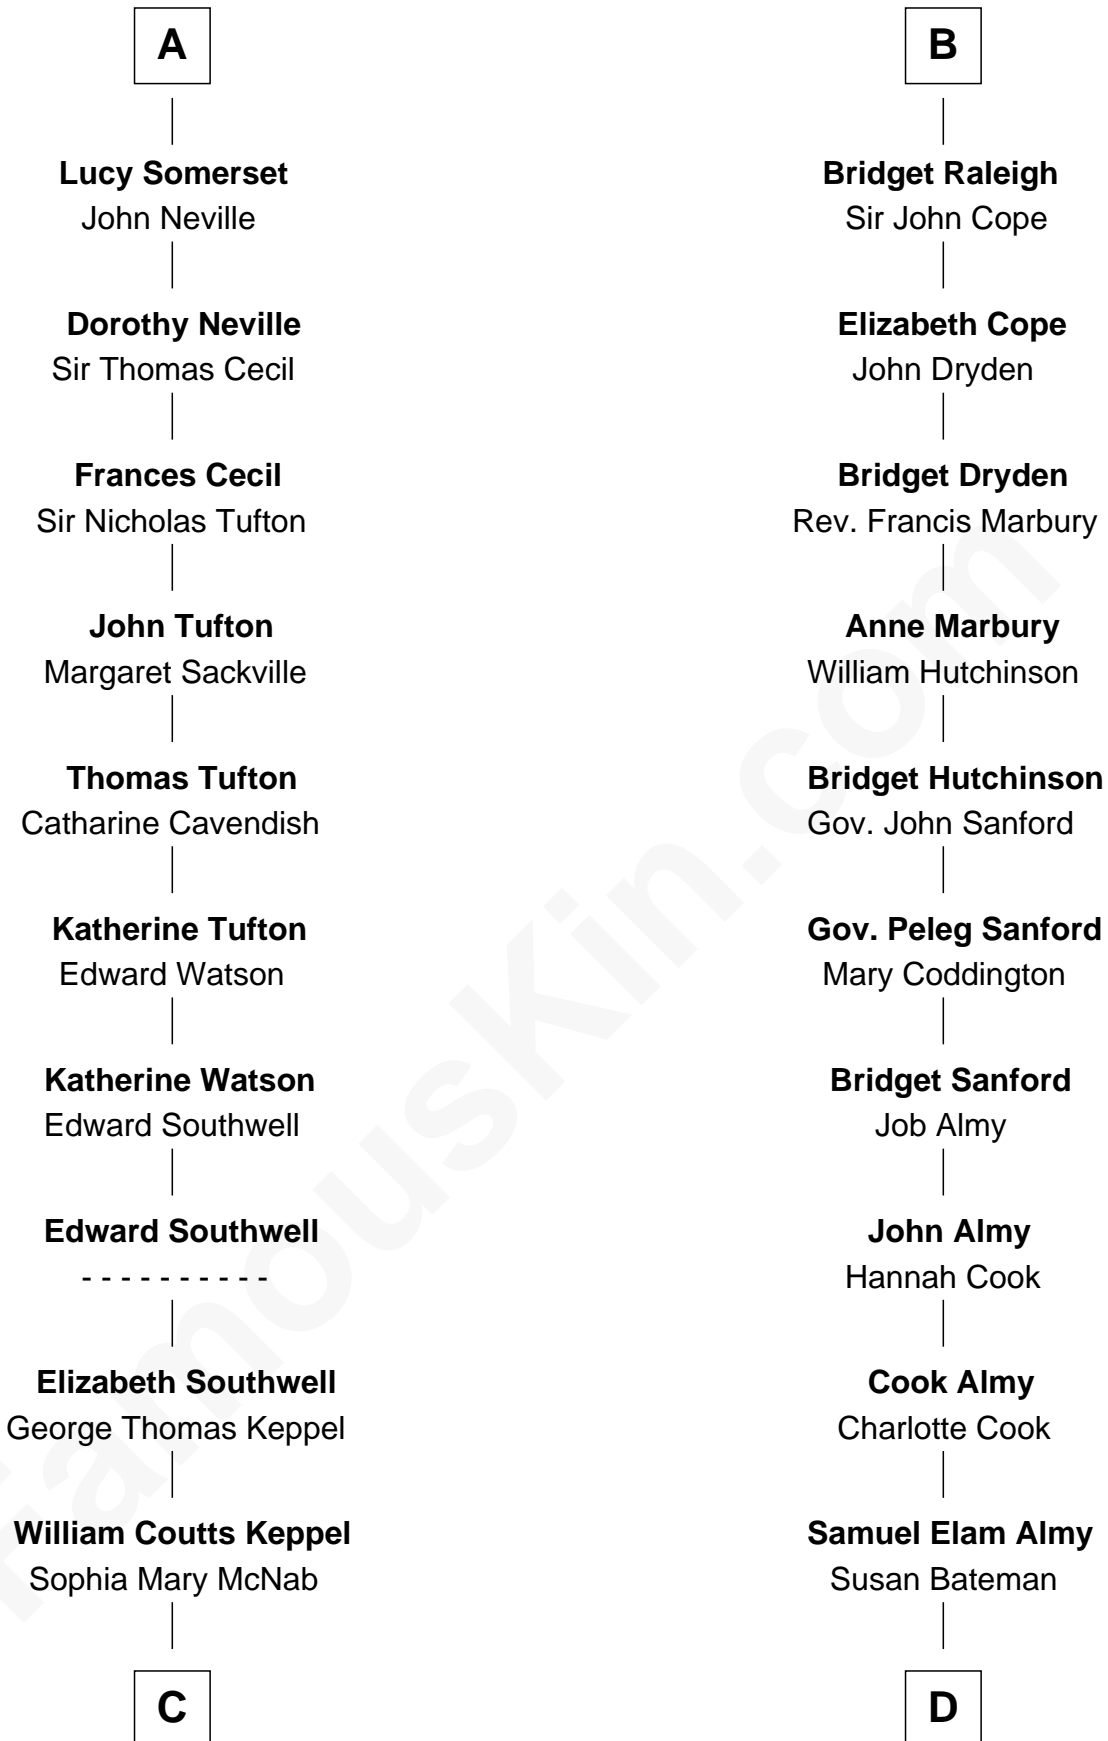 A
Lucy Somerset
John Neville
Dorothy Neville
Sir Thomas Cecil
Frances Cecil
Sir Nicholas Tufton
John Tufton
Margaret Sackville
Thomas Tufton
Catharine Cavendish
Katherine Tufton
Edward Watson
Katherine Watson
Edward Southwell
Edward Southwell
- - - - - - - - - -
Elizabeth Southwell
George Thomas Keppel
William Coutts Keppel
Sophia Mary McNab
C
B
Bridget Raleigh
Sir John Cope
Elizabeth Cope
John Dryden
Bridget Dryden
Rev. Francis Marbury
Anne Marbury
William Hutchinson
Bridget Hutchinson
Gov. John Sanford
Gov. Peleg Sanford
Mary Coddington
Bridget Sanford
Job Almy
John Almy
Hannah Cook
Cook Almy
Charlotte Cook
Samuel Elam Almy
Susan Bateman
D
FamousKin.com